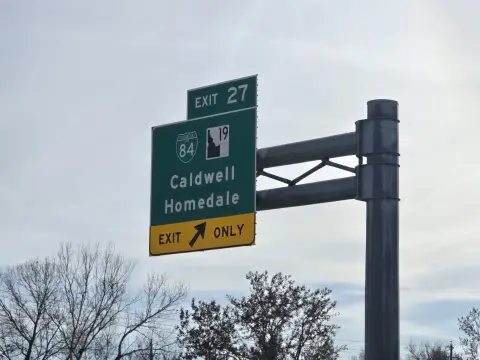 EXIT 27
84 19
Caldwell
Homedale
EXIT ONLY